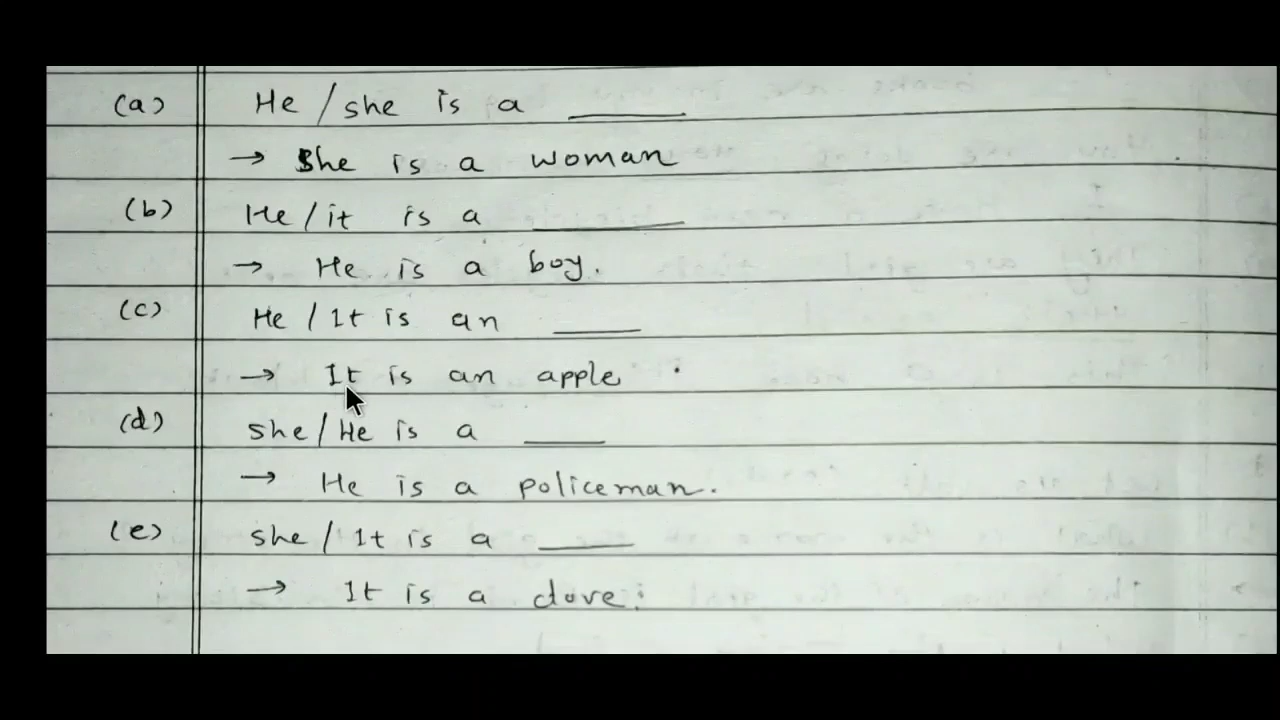 (a) He / she is a ______
→ She is a woman
(b) He / it is a ______
→ He is a boy.
(c) He / It is an ______
→ It is an apple .
(d) she / He is a ______
→ He is a policeman.
(e) she / It is a ______
→ It is a dove.